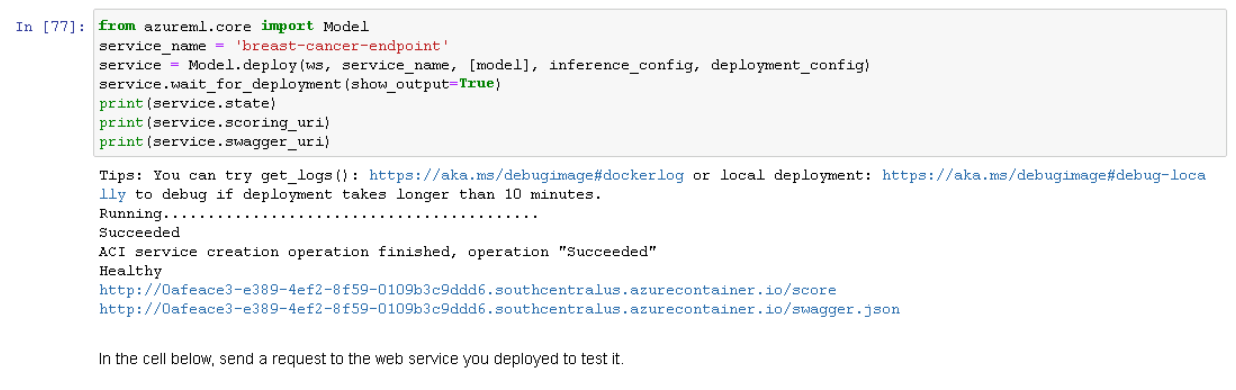 In [77]: from azureml.core import Model
service_name = 'breast-cancer-endpoint'
service = Model.deploy(ws, service_name, [model], inference_config, deployment_config)
service.wait_for_deployment(show_output=True)
print(service.state)
print(service.scoring_uri)
print(service.swagger_uri)
Tips: You can try get_logs(): https://aka.ms/debugimage#dockerlog or local deployment: https://aka.ms/debugimage#debug-loca
lly to debug if deployment takes longer than 10 minutes.
Running..........................................
Succeeded
ACI service creation operation finished, operation "Succeeded"
Healthy
http://0afeace3-e389-4ef2-8f59-0109b3c9ddd6.southcentralus.azurecontainer.io/score
http://0afeace3-e389-4ef2-8f59-0109b3c9ddd6.southcentralus.azurecontainer.io/swagger.json
In the cell below, send a request to the web service you deployed to test it.